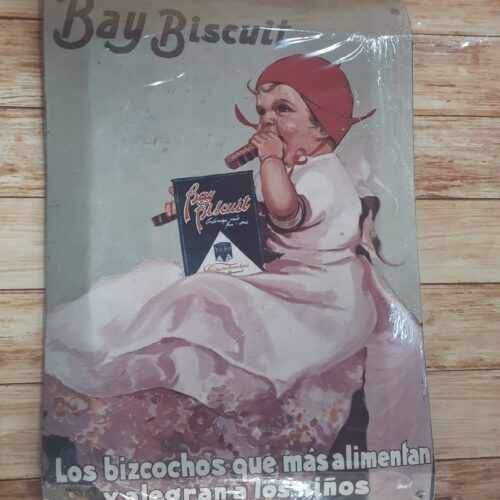 Bay Biscuit
Bay
Biscuit
Los bizcochos que más alimentan
y alegran a los niños